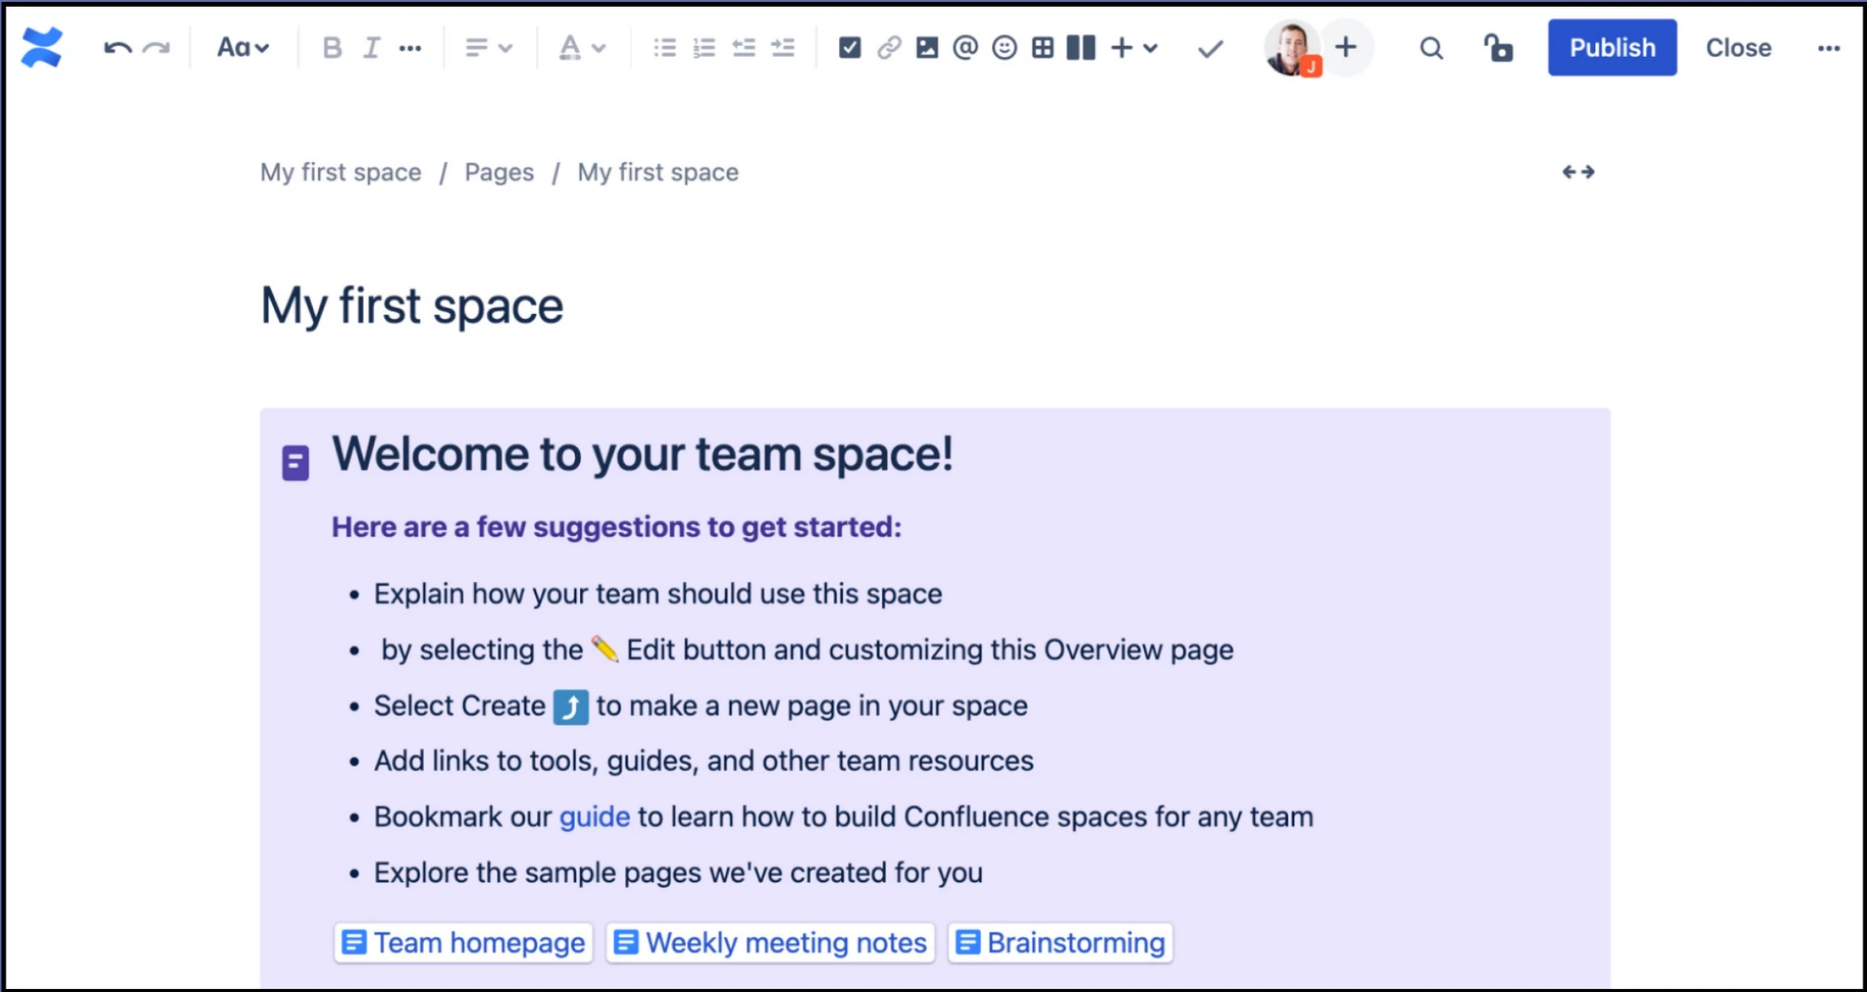 Aa B I A @ J Publish Close
My first space / Pages / My first space
My first space
Welcome to your team space!
Here are a few suggestions to get started:
• Explain how your team should use this space
• by selecting the ✏️ Edit button and customizing this Overview page
• Select Create ⤴️ to make a new page in your space
• Add links to tools, guides, and other team resources
• Bookmark our guide to learn how to build Confluence spaces for any team
• Explore the sample pages we've created for you
Team homepage Weekly meeting notes Brainstorming